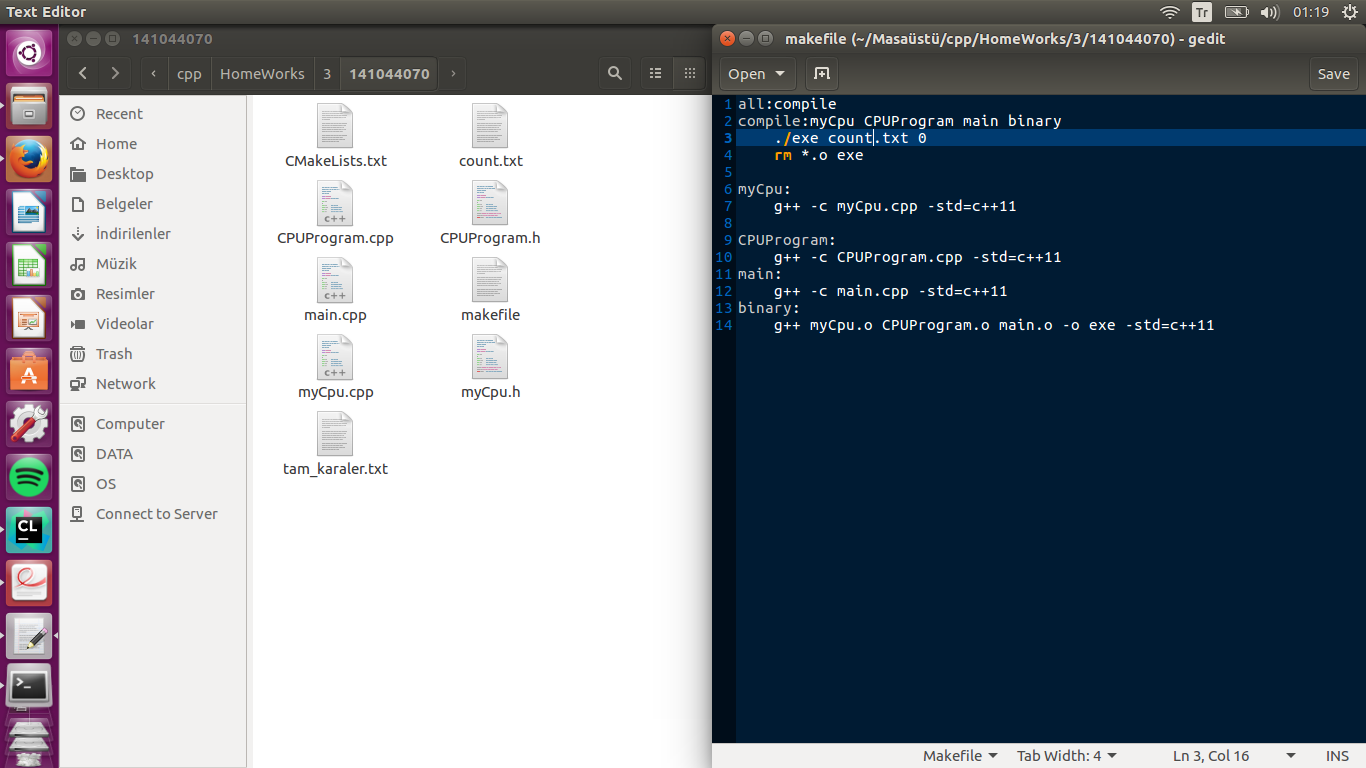 Text Editor
Tr
01:19
141044070
cpp
HomeWorks
3
141044070
Recent
Home
Desktop
Belgeler
İndirilenler
Müzik
Resimler
Videolar
Trash
Network
Computer
DATA
OS
Connect to Server
CMakeLists.txt
count.txt
CPUProgram.cpp
CPUProgram.h
main.cpp
makefile
myCpu.cpp
myCpu.h
tam_karaler.txt
makefile (~/Masaüstü/cpp/HomeWorks/3/141044070) - gedit
Open
Save
1 all:compile
2 compile:myCpu CPUProgram main binary
3 ./exe count.txt 0
4 rm *.o exe
5
6 myCpu:
7 g++ -c myCpu.cpp -std=c++11
8
9 CPUProgram:
10 g++ -c CPUProgram.cpp -std=c++11
11 main:
12 g++ -c main.cpp -std=c++11
13 binary:
14 g++ myCpu.o CPUProgram.o main.o -o exe -std=c++11
Makefile
Tab Width: 4
Ln 3, Col 16
INS